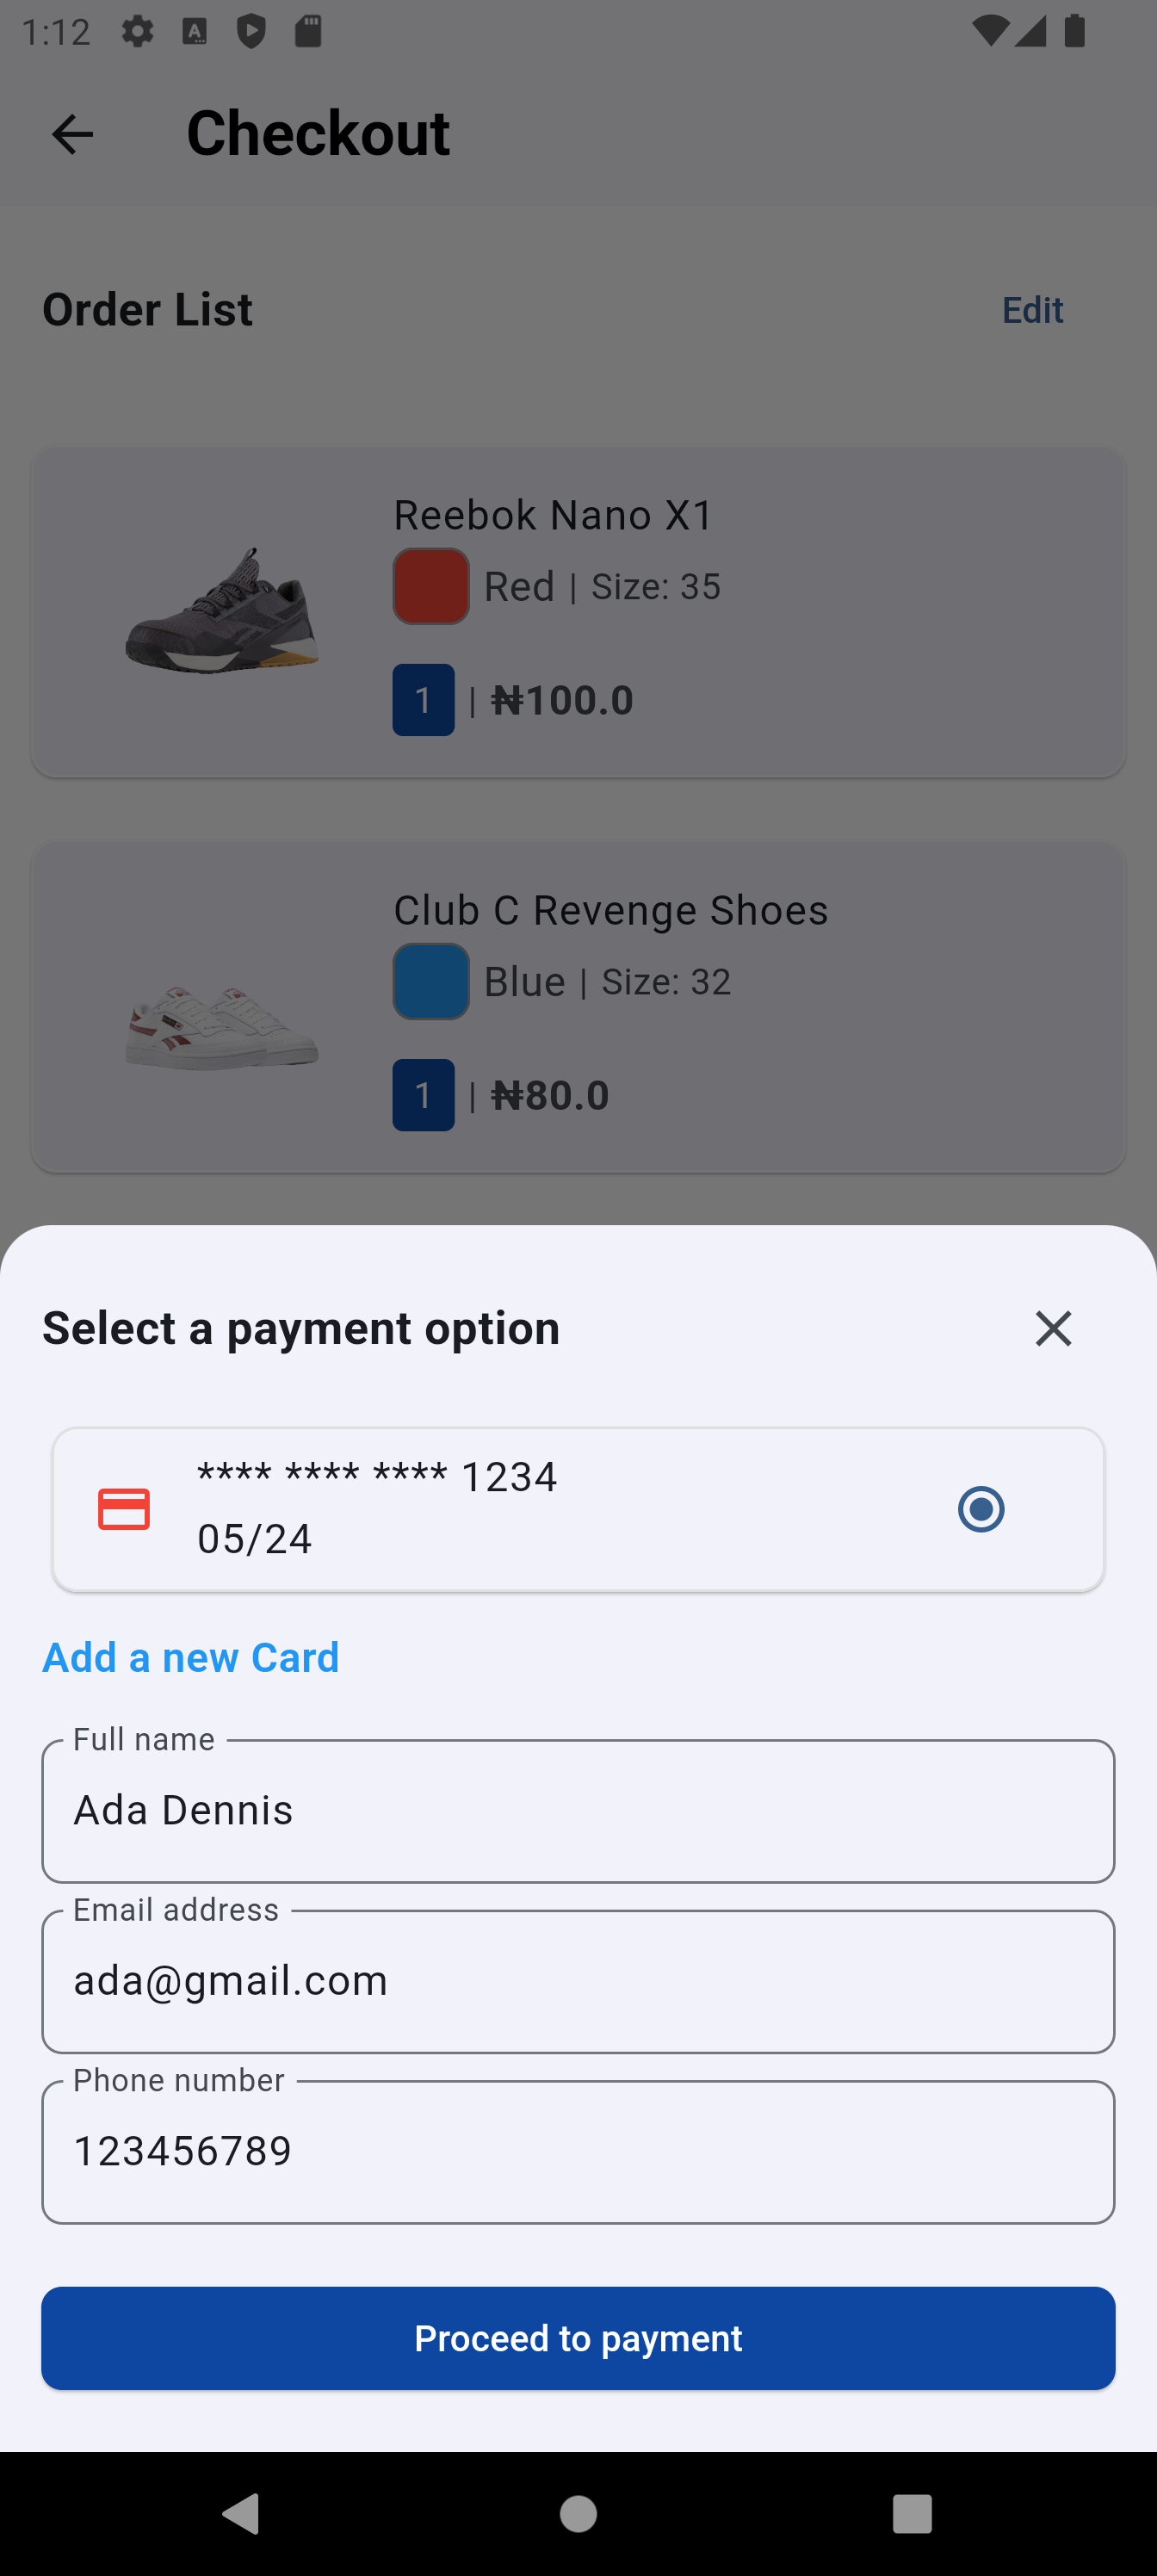 1:12
Checkout
Order List
Edit
Reebok Nano X1
Red | Size: 35
1 | ₦100.0
Club C Revenge Shoes
Blue | Size: 32
1 | ₦80.0
Select a payment option
**** **** **** 1234
05/24
Add a new Card
Full name
Ada Dennis
Email address
ada@gmail.com
Phone number
123456789
Proceed to payment